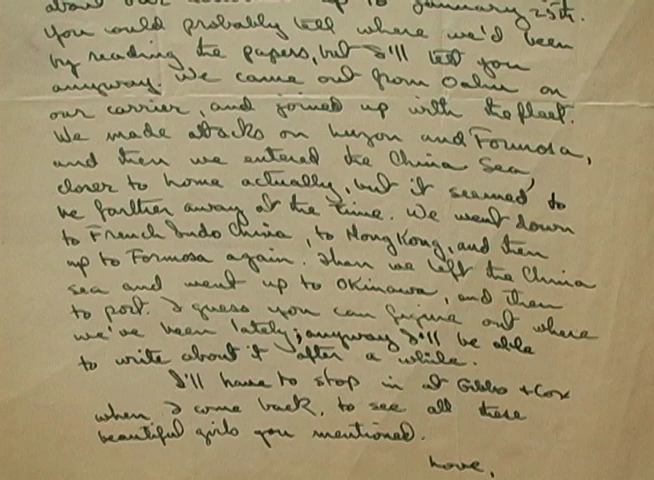 about our up to January 25th.
You could probably tell where we'd been
by reading the papers, but I'll tell you
anyway. We came out from Oahu on
our carrier, and joined up with the fleet.
We made attacks on Luzon and Formosa,
and then we entered the China Sea,
closer to home actually, but it seemed to
be farther away at the time. We went down
to French Indo China, to Hong Kong, and then
up to Formosa again. Then we left the China
sea and went up to Okinawa, and then
to port. I guess you can figure out where
we've been lately; anyway I'll be able
to write about it after a while.
I'll have to stop in at Gibbs + Cox
when I come back, to see all these
beautiful girls you mentioned.
Love,